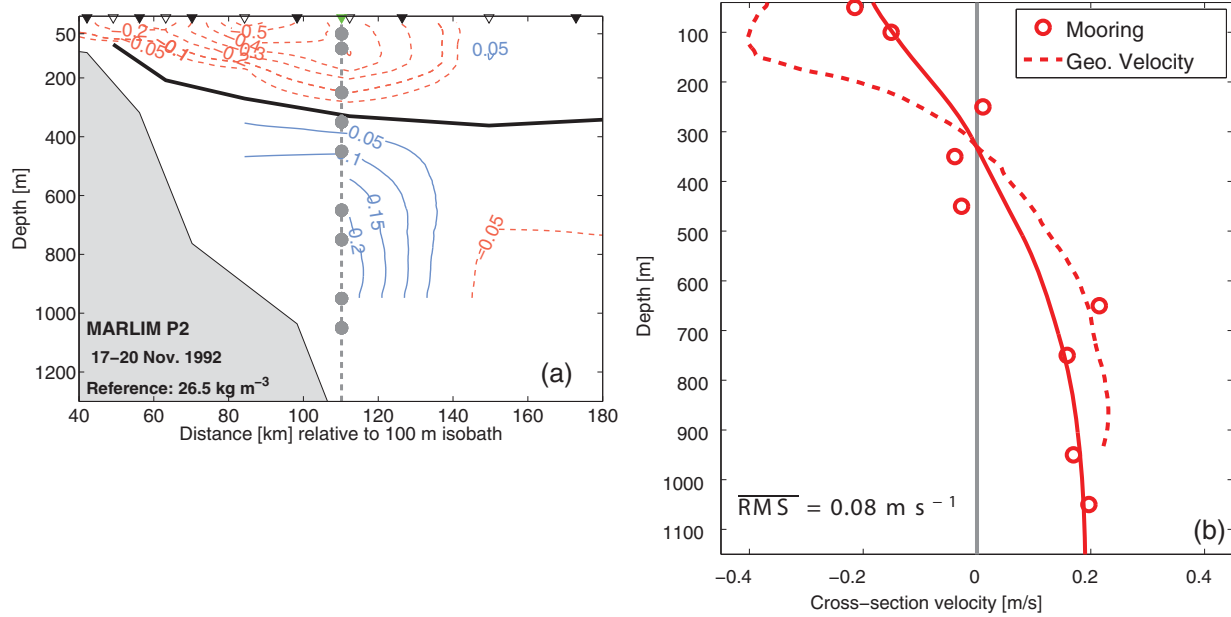 50
200
400
600
800
1000
1200
Depth [m]
−0.2
−0.1
−0.05
−0.1
−0.5
−0.4
−0.3
0.05
0.05
0.15
−0.05
MARLIM P2
17−20 Nov. 1992
Reference: 26.5 kg m−3
(a)
40 60 80 100 120 140 160 180
Distance [km] relative to 100 m isobath
100
200
300
400
500
600
700
800
900
1000
1100
Depth [m]
Mooring
Geo. Velocity
RMS = 0.08 m s −1
(b)
−0.4 −0.2 0 0.2 0.4
Cross−section velocity [m/s]